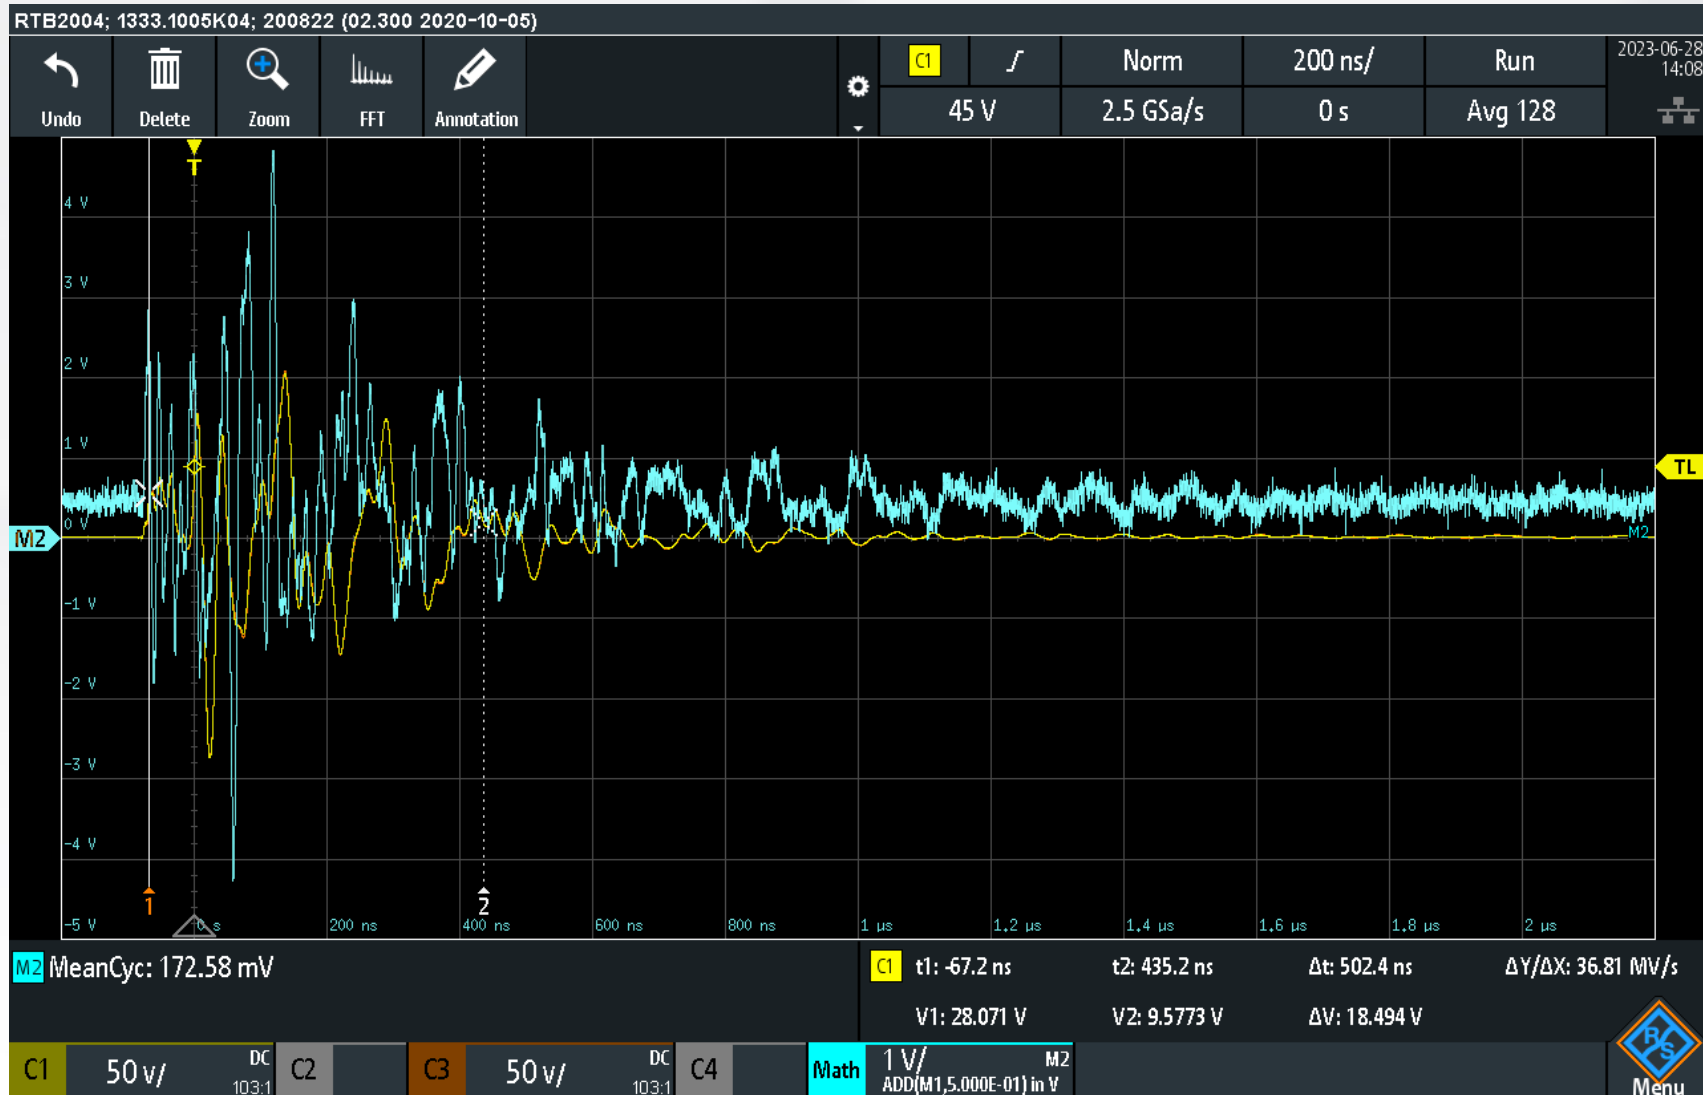 RTB2004; 1333.1005K04; 200822 (02.300 2020-10-05)
Undo
Delete
Zoom
FFT
Annotation
C1
Norm
200 ns/
Run
45 V
2.5 GSa/s
0 s
Avg 128
2023-06-28
14:08
T
4 V
3 V
2 V
1 V
0 V
-1 V
-2 V
-3 V
-4 V
-5 V
M2
TL
M2
1
2
0 s
200 ns
400 ns
600 ns
800 ns
1 µs
1.2 µs
1.4 µs
1.6 µs
1.8 µs
2 µs
M2 MeanCyc: 172.58 mV
C1 t1: -67.2 ns t2: 435.2 ns Δt: 502.4 ns ΔY/ΔX: 36.81 MV/s
V1: 28.071 V V2: 9.5773 V ΔV: 18.494 V
C1 50 V/ DC 103:1
C2
C3 50 V/ DC 103:1
C4
Math 1 V/ M2
ADD(M1,5.000E-01) in V
R&S
Menu